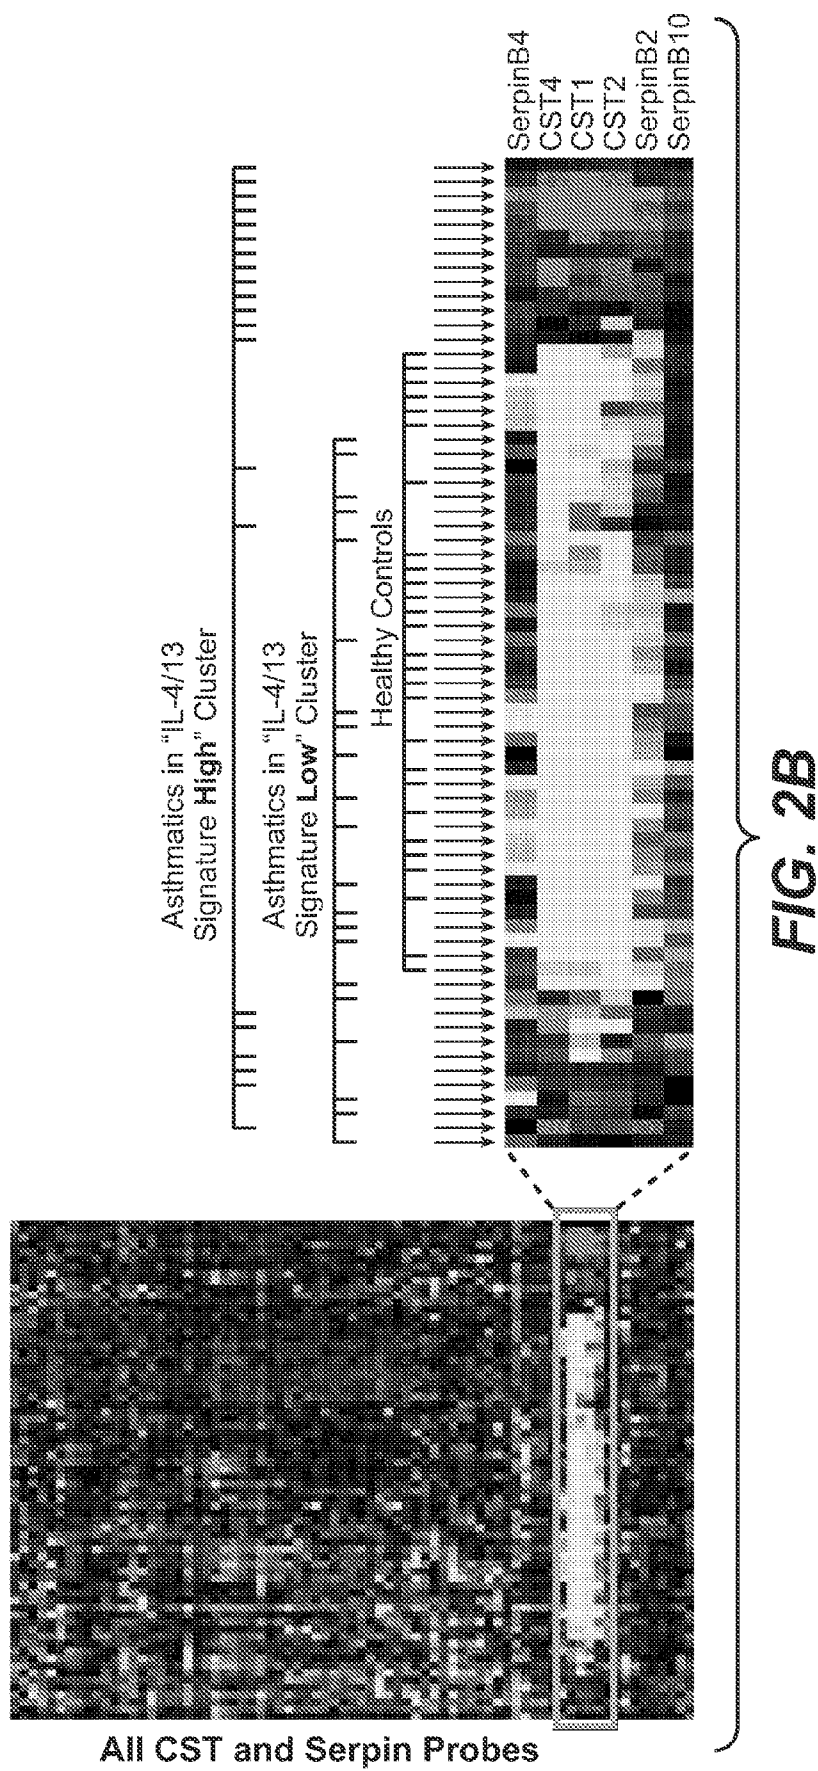 Asthmatics in "IL-4/13
Signature High" Cluster
Asthmatics in "IL-4/13
Signature Low" Cluster
Healthy Controls
SerpinB4
CST4
CST1
CST2
SerpinB2
SerpinB10
All CST and Serpin Probes
FIG. 2B